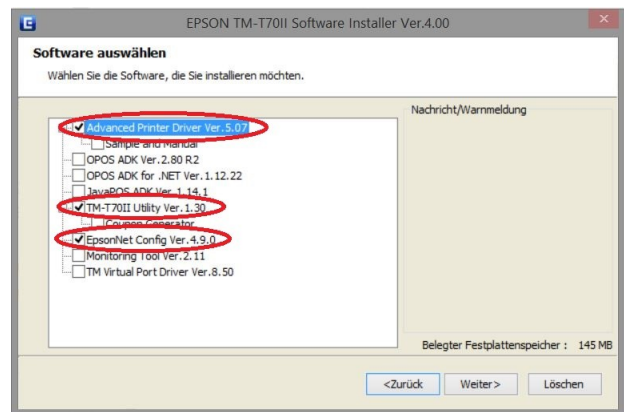 EPSON TM-T70II Software Installer Ver.4.00
Software auswählen
Wählen Sie die Software, die Sie installieren möchten.
Nachricht/Warnmeldung
Advanced Printer Driver Ver.5.07
Sample and Manual
OPOS ADK Ver.2.80 R2
OPOS ADK for .NET Ver.1.12.22
JavaPOS ADK Ver.1.14.1
TM-T70II Utility Ver.1.30
Coupon Generator
EpsonNet Config Ver.4.9.0
Monitoring Tool Ver.2.11
TM Virtual Port Driver Ver.8.50
Belegter Festplattenspeicher : 145 MB
<Zurück Weiter> Löschen